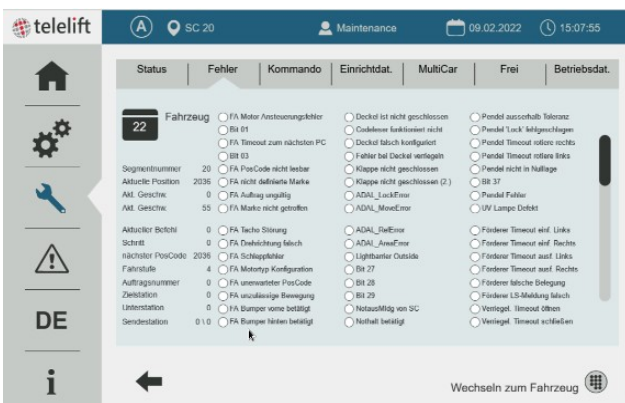 telelift
A SC 20 Maintenance 09.02.2022 15:07:55
Status Fehler Kommando Einrichtdat. MultiCar Frei Betriebsdat.
22 Fahrzeug
FA Motor Ansteuerungsfehler Deckel ist nicht geschlossen Pendel ausserhalb Toleranz
Bit 01 Codeleser funktioniert nicht Pendel 'Lock' fehlgeschlagen
FA Timeout zum nächsten PC Deckel falsch konfiguriert Pendel Timeout rotiere rechts
Bit 03 Fehler bei Deckel verriegeln Pendel Timeout rotiere links
Segmentnummer 20 FA PosCode nicht lesbar Klappe nicht geschlossen Pendel nicht in Nulllage
Aktuelle Position 2036 FA nicht definierte Marke Klappe nicht geschlossen (2.) Bit 37
Akt. Geschw. 0 FA Auftrag ungültig ADAL_LockError Pendel Fehler
Akt. Geschw. 55 FA Marke nicht getroffen ADAL_MoveError UV Lampe Defekt
Aktueller Befehl 0 FA Tacho Störung ADAL_RelError Förderer Timeout einf. Links
Schritt 0 FA Drehrichtung falsch ADAL_AreaError Förderer Timeout einf. Rechts
nächster PosCode 2036 FA Schleppfehler Lightbarrier Outside Förderer Timeout ausf. Links
Fahrstufe 4 FA Motortyp Konfiguration Bit 27 Förderer Timeout ausf. Rechts
Auftragsnummer 0 FA unerwarteter PosCode Bit 28 Förderer falsche Belegung
Zielstation 0 FA unzulässige Bewegung Bit 29 Förderer LS-Meldung falsch
Unterstation 0 FA Bumper vorne betätigt NotausMldg von SC Verriegel. Timeout öffnen
Sendestation 0 \ 0 FA Bumper hinten betätigt Nothalt betätigt Verriegel. Timeout schließen
DE
i
Wechseln zum Fahrzeug